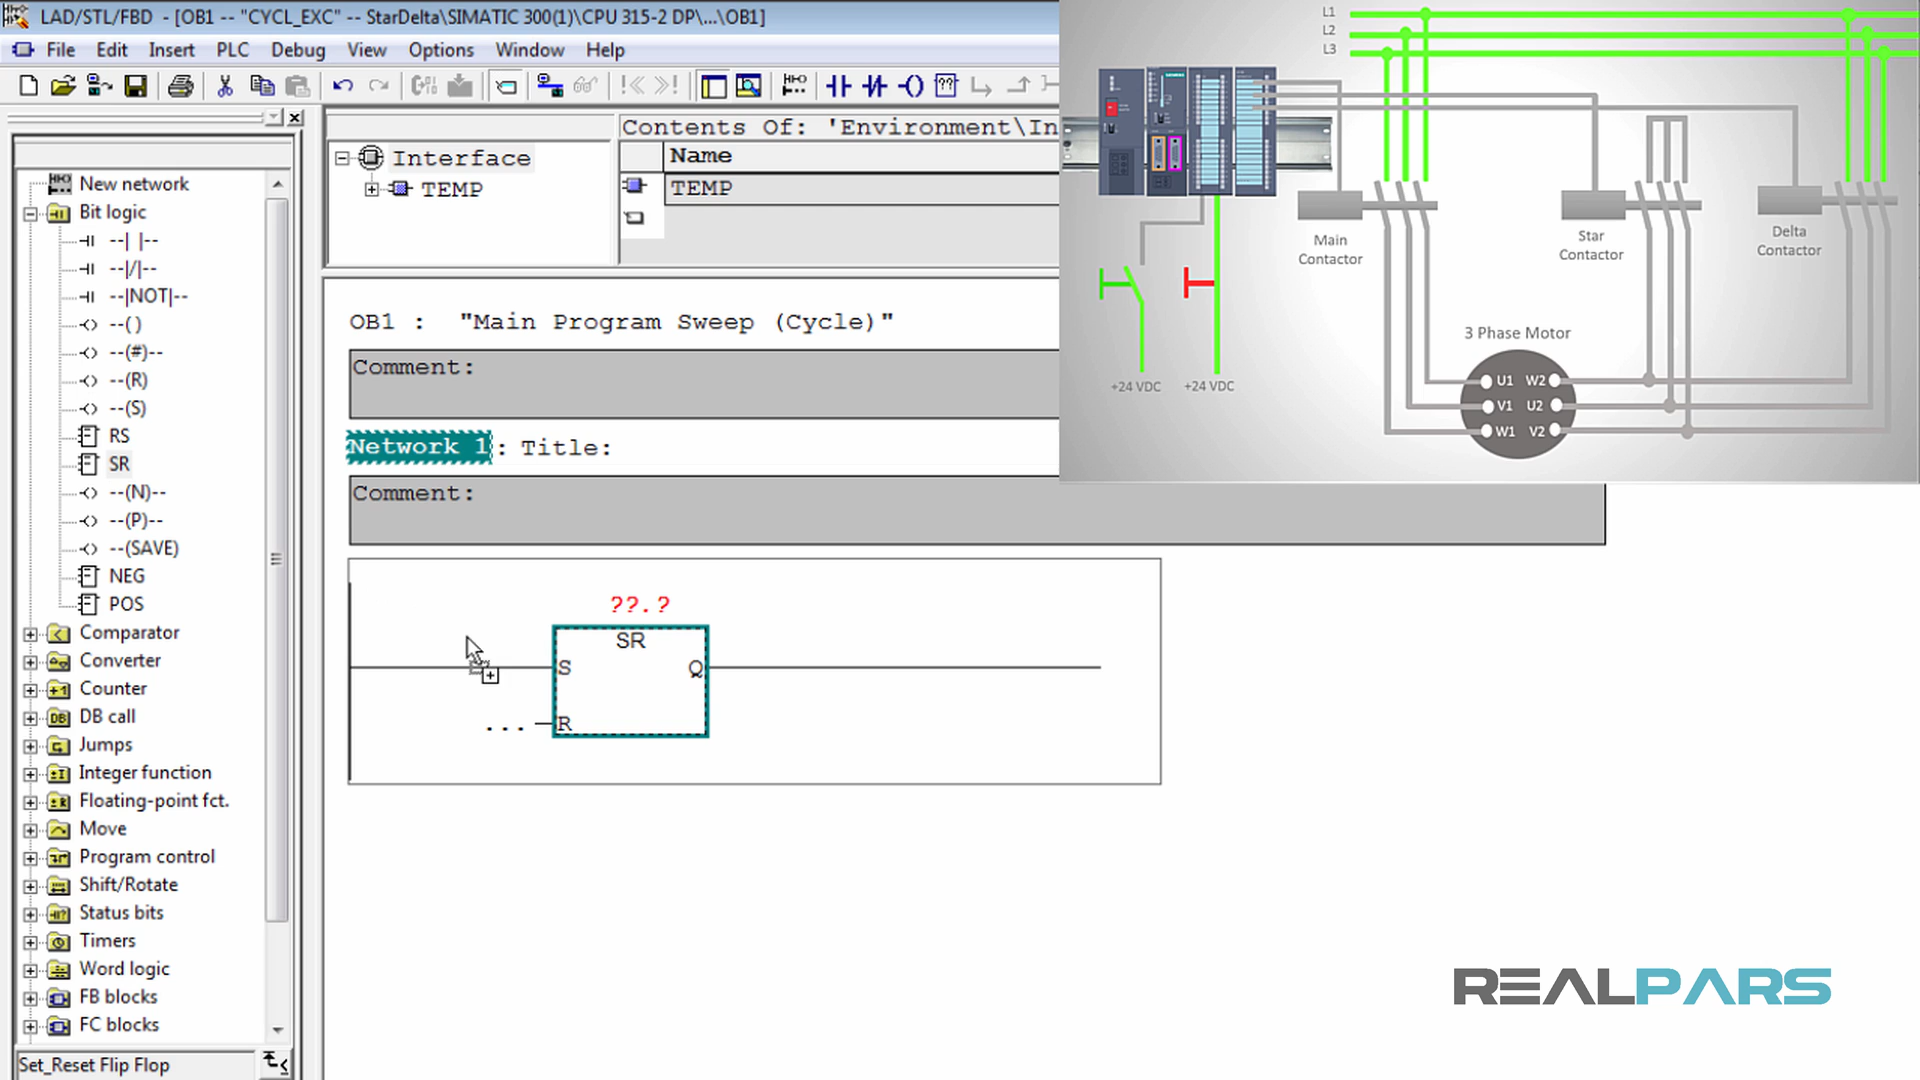 LAD/STL/FBD - [OB1 -- "CYCL_EXC" -- StarDelta\SIMATIC 300(1)\CPU 315-2 DP\...\OB1]
File Edit Insert PLC Debug View Options Window Help
New network
Bit logic
--| |--
--|/|--
--|NOT|--
--( )
--(#)--
--(R)
--(S)
RS
SR
--(N)--
--(P)--
--(SAVE)
NEG
POS
Comparator
Converter
Counter
DB call
Jumps
Integer function
Floating-point fct.
Move
Program control
Shift/Rotate
Status bits
Timers
Word logic
FB blocks
FC blocks
Set_Reset Flip Flop
Interface
TEMP
Contents Of: 'Environment\In
Name
TEMP
OB1 : "Main Program Sweep (Cycle)"
Comment:
Network 1: Title:
Comment:
??.?
SR
S Q
... R
L1
L2
L3
Main
Contactor
Star
Contactor
Delta
Contactor
3 Phase Motor
U1 W2
V1 U2
W1 V2
+24 VDC +24 VDC
REALPARS